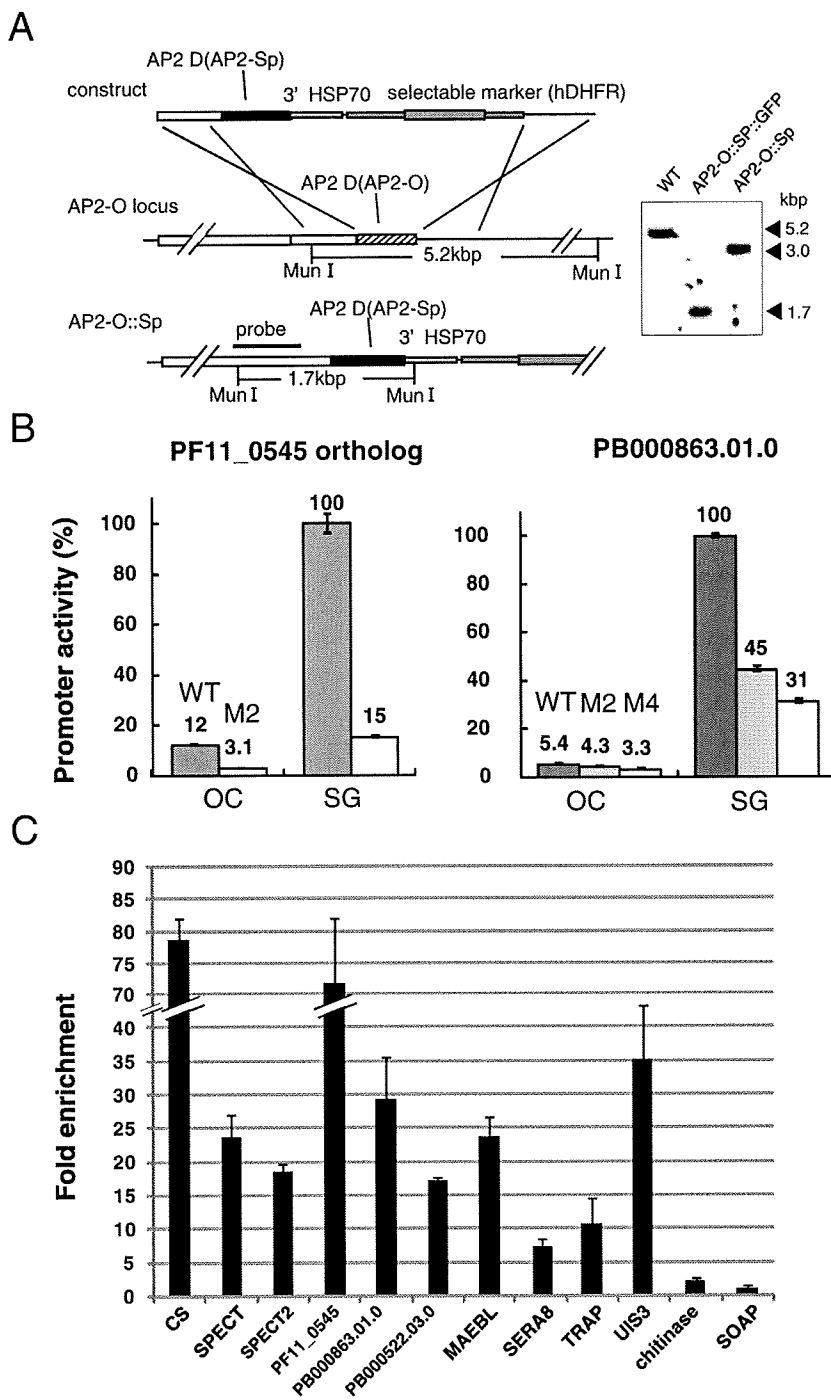 A
AP2 D(AP2-Sp)
construct
3' HSP70
selectable marker (hDHFR)
AP2 D(AP2-O)
AP2-O locus
Mun I
5.2kbp
Mun I
AP2-O::Sp
probe
AP2 D(AP2-Sp)
3' HSP70
1.7kbp
Mun I
Mun I
WT
AP2-O::SP::GFP
AP2-O::Sp
kbp
5.2
3.0
1.7
B
PF11_0545 ortholog
Promoter activity (%)
100
80
60
40
20
0
WT
12
M2
3.1
100
15
OC
SG
PB000863.01.0
100
80
60
40
20
0
WT
M2
M4
5.4
4.3
3.3
100
45
31
OC
SG
C
Fold enrichment
90
85
80
75
70
40
35
30
25
20
15
10
5
0
CS
SPECT
SPECT2
PF11_0545
PB000863.01.0
PB000522.03.0
MAEBL
SERA8
TRAP
UIS3
chitinase
SOAP